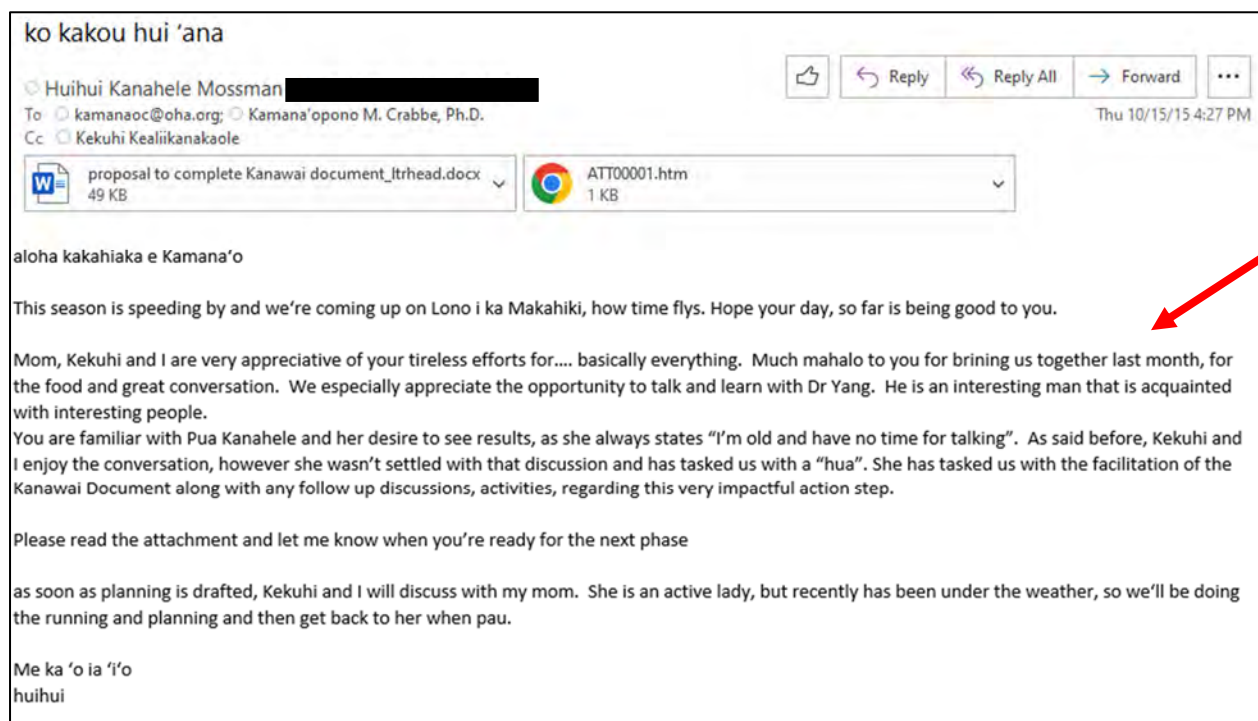 ko kakou hui ‘ana
Huihui Kanahele Mossman
Reply
Reply All
Forward
To kamanaoc@oha.org; Kamana‘opono M. Crabbe, Ph.D.
Thu 10/15/15 4:27 PM
Cc Kekuhi Kealiikanakaole
proposal to complete Kanawai document_ltrhead.docx
49 KB
ATT00001.htm
1 KB
aloha kakahiaka e Kamana‘o
This season is speeding by and we‘re coming up on Lono i ka Makahiki, how time flys. Hope your day, so far is being good to you.
Mom, Kekuhi and I are very appreciative of your tireless efforts for.... basically everything. Much mahalo to you for brining us together last month, for
the food and great conversation. We especially appreciate the opportunity to talk and learn with Dr Yang. He is an interesting man that is acquainted
with interesting people.
You are familiar with Pua Kanahele and her desire to see results, as she always states “I’m old and have no time for talking”. As said before, Kekuhi and
I enjoy the conversation, however she wasn’t settled with that discussion and has tasked us with a “hua”. She has tasked us with the facilitation of the
Kanawai Document along with any follow up discussions, activities, regarding this very impactful action step.
Please read the attachment and let me know when you’re ready for the next phase
as soon as planning is drafted, Kekuhi and I will discuss with my mom. She is an active lady, but recently has been under the weather, so we‘ll be doing
the running and planning and then get back to her when pau.
Me ka ‘o ia ‘i‘o
huihui